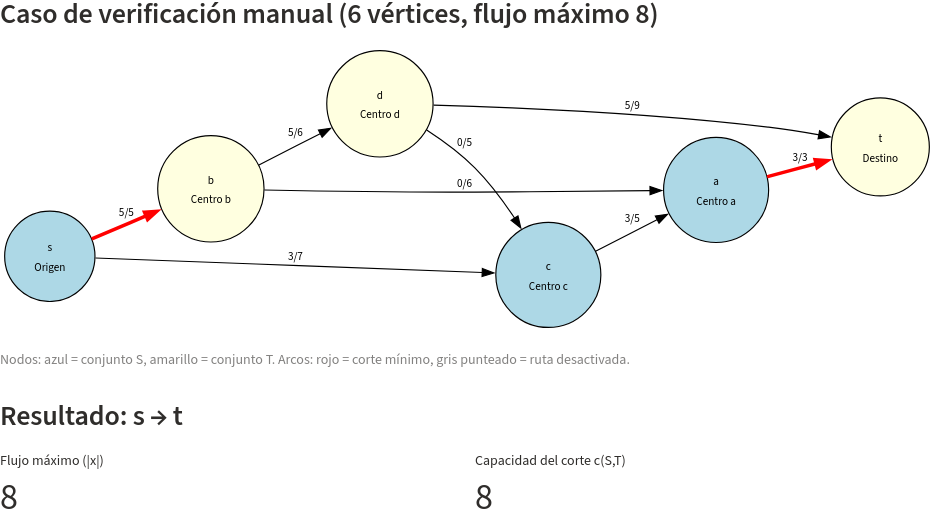 Caso de verificación manual (6 vértices, flujo máximo 8)
d
Centro d
5/9
t
Destino
5/6
0/5
b
Centro b
0/6
a
Centro a
3/3
5/5
3/5
s
Origen
3/7
c
Centro c
Nodos: azul = conjunto S, amarillo = conjunto T. Arcos: rojo = corte mínimo, gris punteado = ruta desactivada.
Resultado: s → t
Flujo máximo (|x|)
8
Capacidad del corte c(S,T)
8